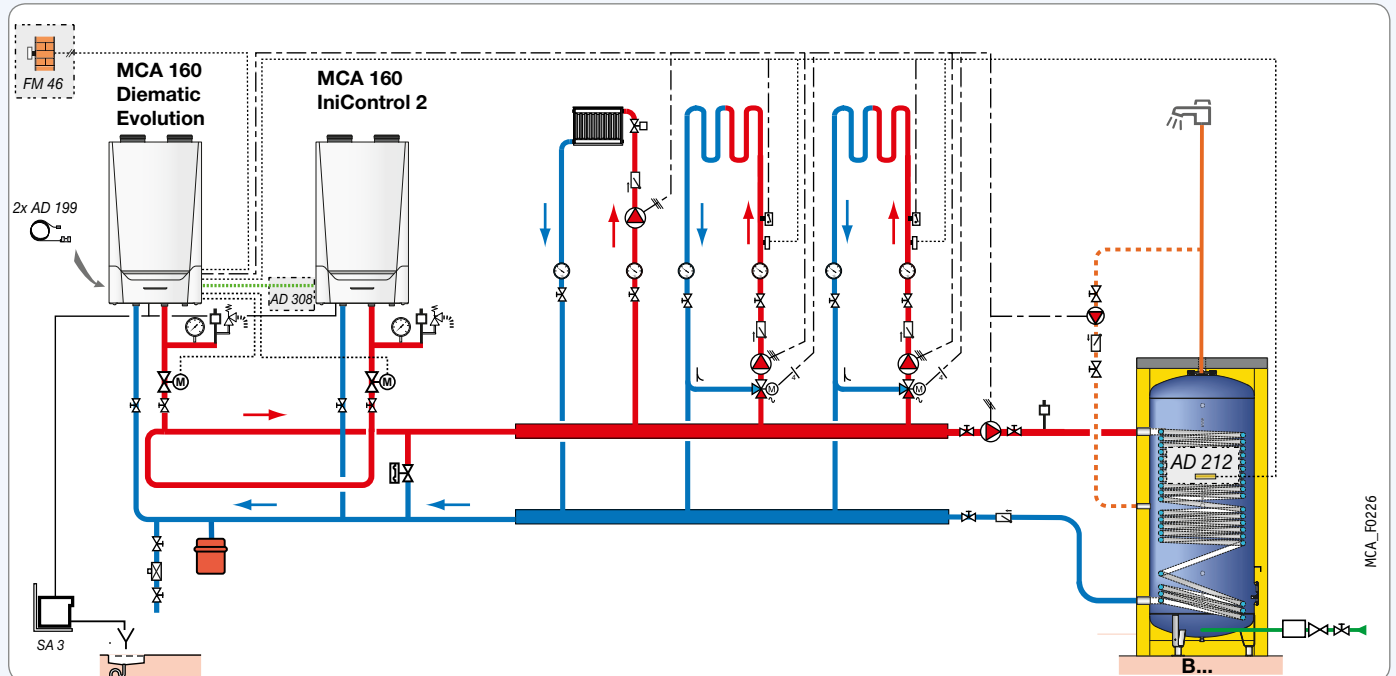 FM 46
MCA 160
Diematic
Evolution
MCA 160
IniControl 2
2x AD 199
AD 308
M
M
M
M
AD 212
MCA_F0226
SA 3
B...